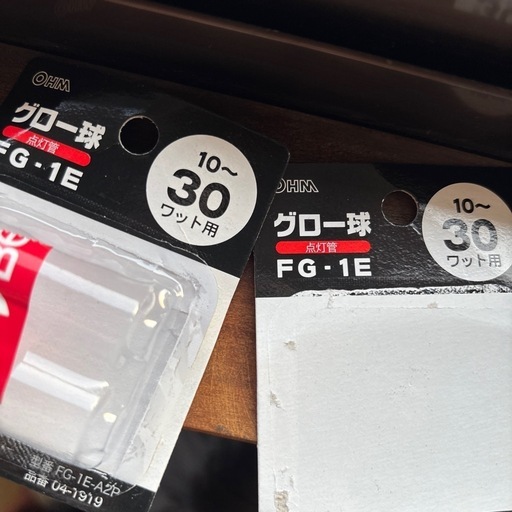 OHM
グロー球
点灯管
FG-1E
10～
30
ワット用
型番 FG-1E-A2P
品番 04-1919
OHM
グロー球
点灯管
FG-1E
10～
30
ワット用